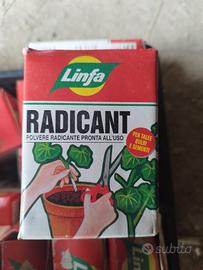 Linfa
RADICANT
POLVERE RADICANTE PRONTA ALL'USO
PER TALEE
BULBI
E SEMENTI
subito